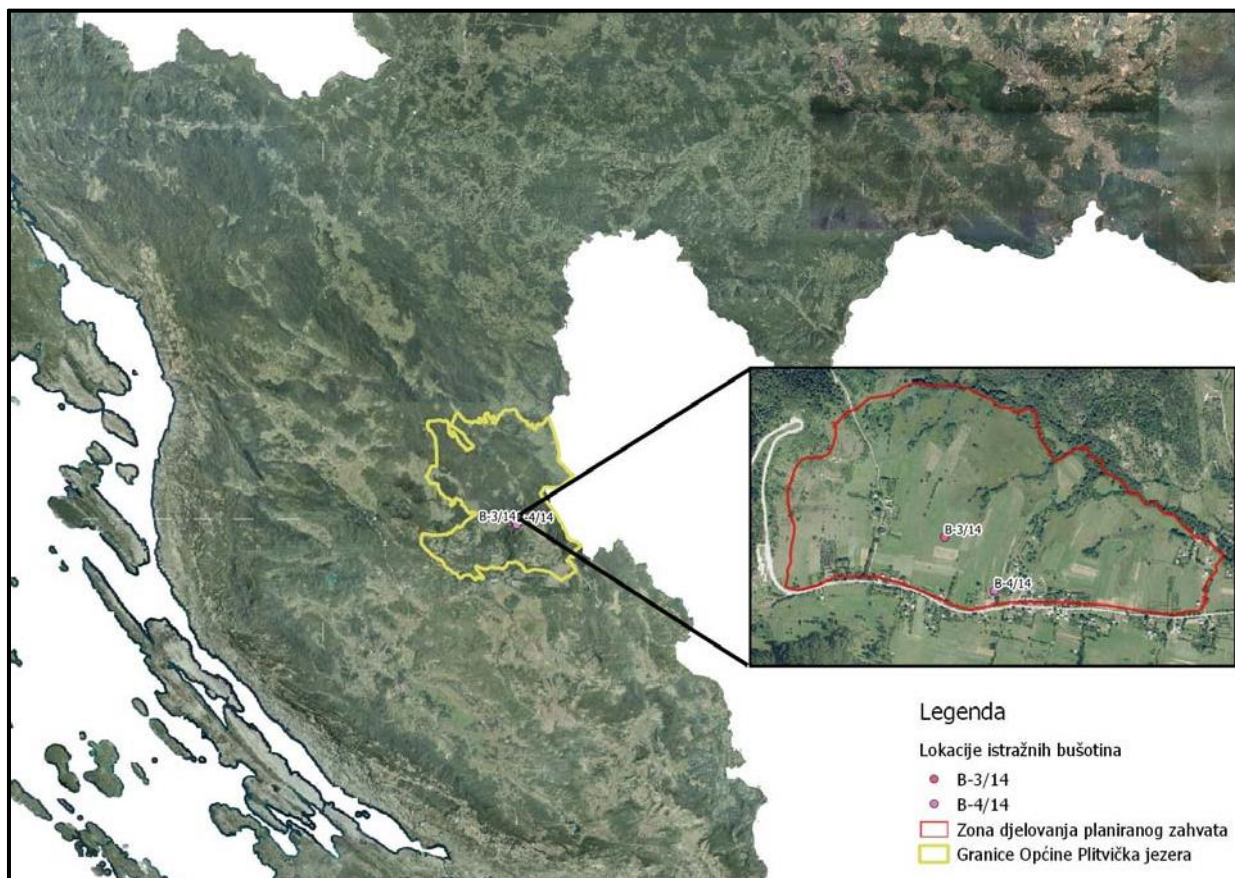 B-3/14B-4/14
B-3/14
B-4/14
Legenda
Lokacije istražnih bušotina
B-3/14
B-4/14
Zona djelovanja planiranog zahvata
Granice Općine Plitvička jezera